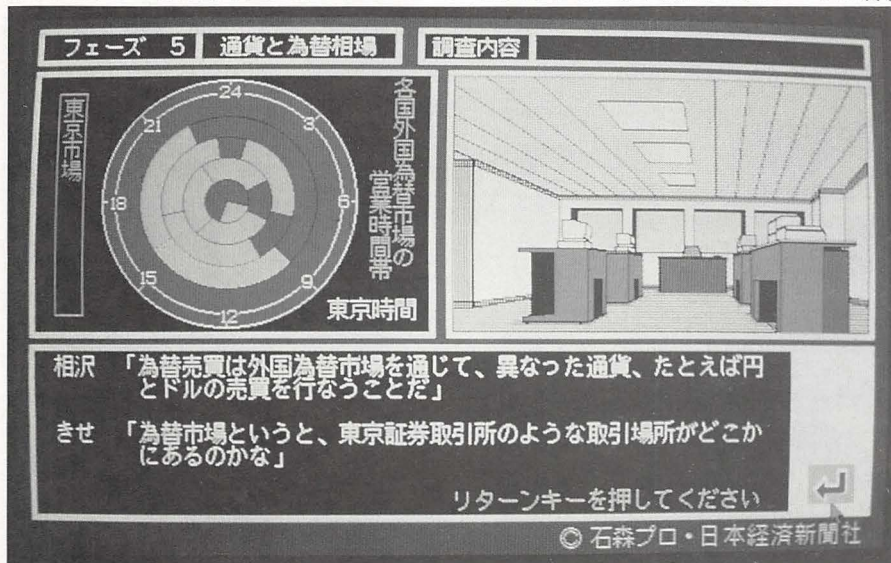 フェーズ 5
通貨と為替相場
調査内容
東京市場
24
3
6
9
12
15
18
21
各国外国為替市場の
営業時間帯
東京時間
相沢 「為替売買は外国為替市場を通じて、異なった通貨、たとえば円
とドルの売買を行なうことだ」
きせ 「為替市場というと、東京証券取引所のような取引場所がどこか
にあるのかな」
リターンキーを押してください
© 石森プロ・日本経済新聞社